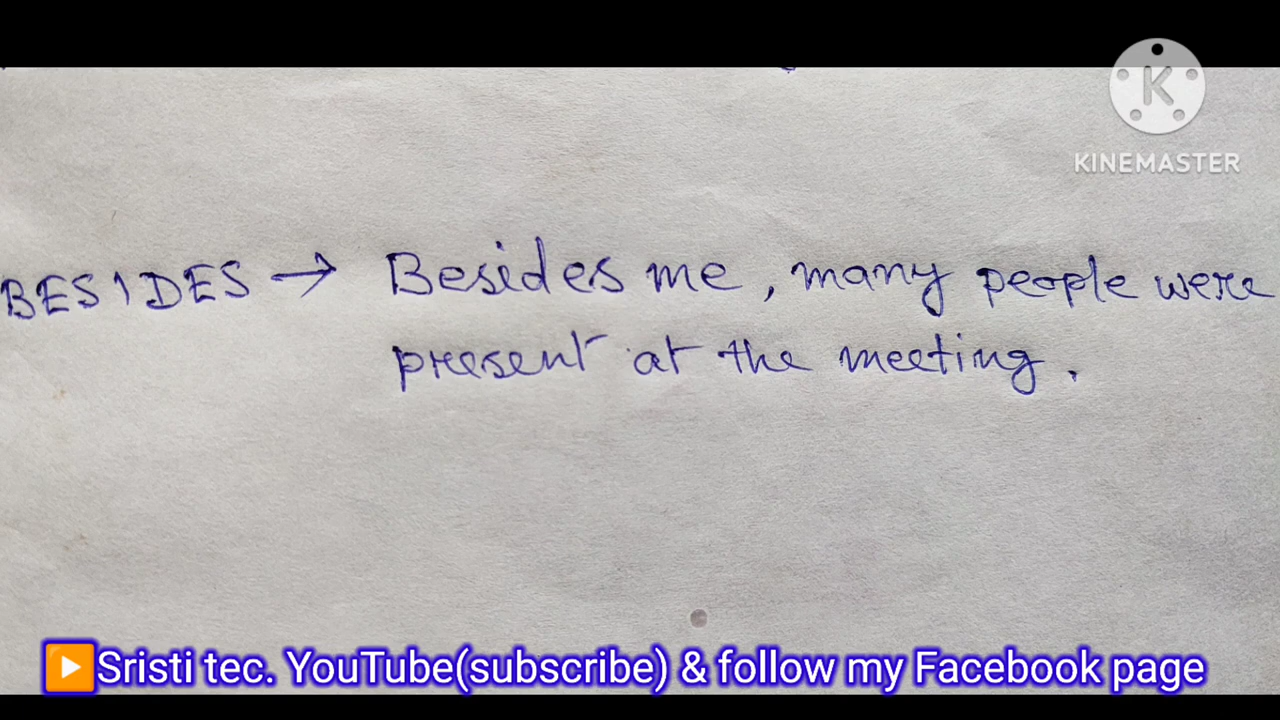 KINEMASTER
BESIDES → Besides me, many people were
present at the meeting.
▶Sristi tec. YouTube(subscribe) & follow my Facebook page